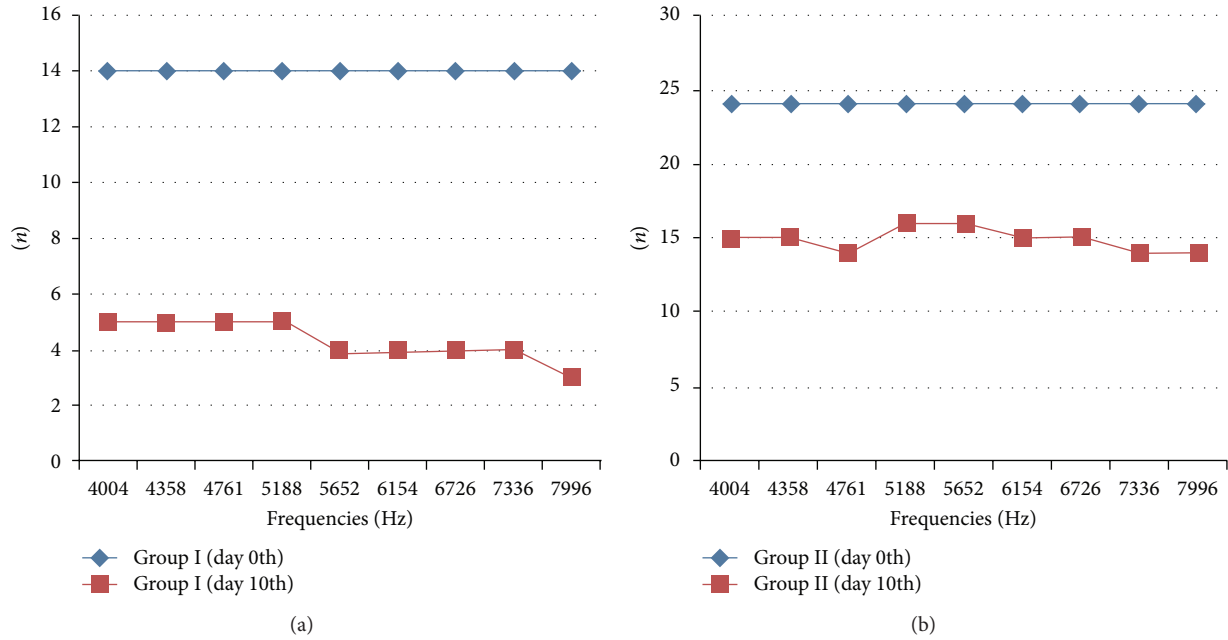 16
14
12
10
8
6
4
2
0
(n)
4004 4358 4761 5188 5652 6154 6726 7336 7996
Frequencies (Hz)
Group I (day 0th)
Group I (day 10th)
(a)
30
25
20
15
10
5
0
(n)
4004 4358 4761 5188 5652 6154 6726 7336 7996
Frequencies (Hz)
Group II (day 0th)
Group II (day 10th)
(b)